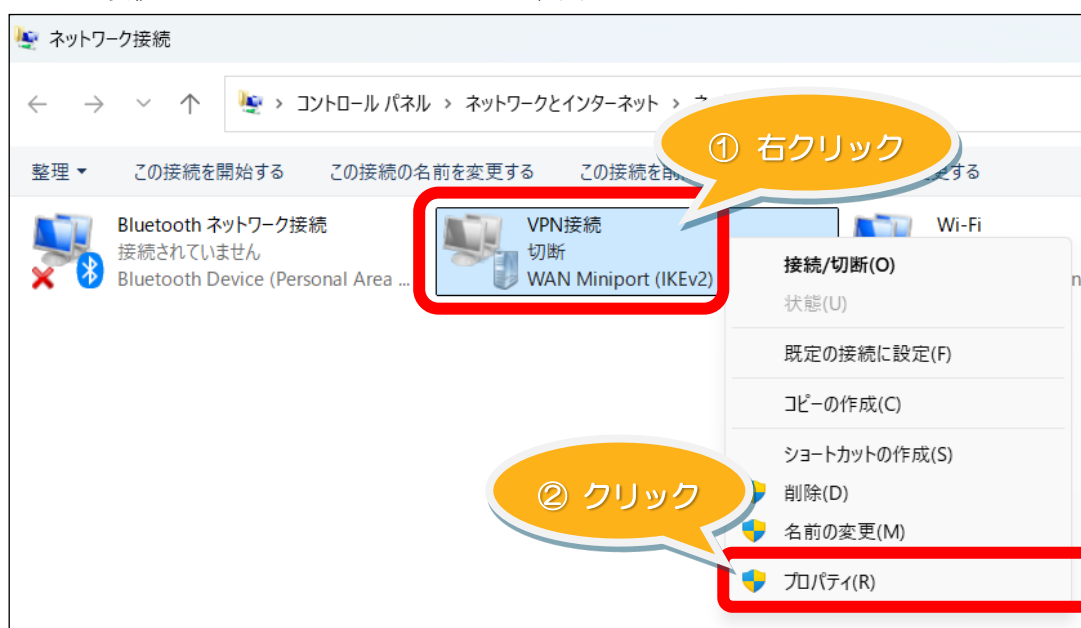 ネットワーク接続
コントロール パネル > ネットワークとインターネット >
① 右クリック
整理 この接続を開始する この接続の名前を変更する この接続を
Bluetooth ネットワーク接続
接続されていません
Bluetooth Device (Personal Area ...
VPN接続
切断
WAN Miniport (IKEv2)
Wi-Fi
接続/切断(O)
状態(U)
既定の接続に設定(F)
コピーの作成(C)
ショートカットの作成(S)
② クリック
削除(D)
名前の変更(M)
プロパティ(R)